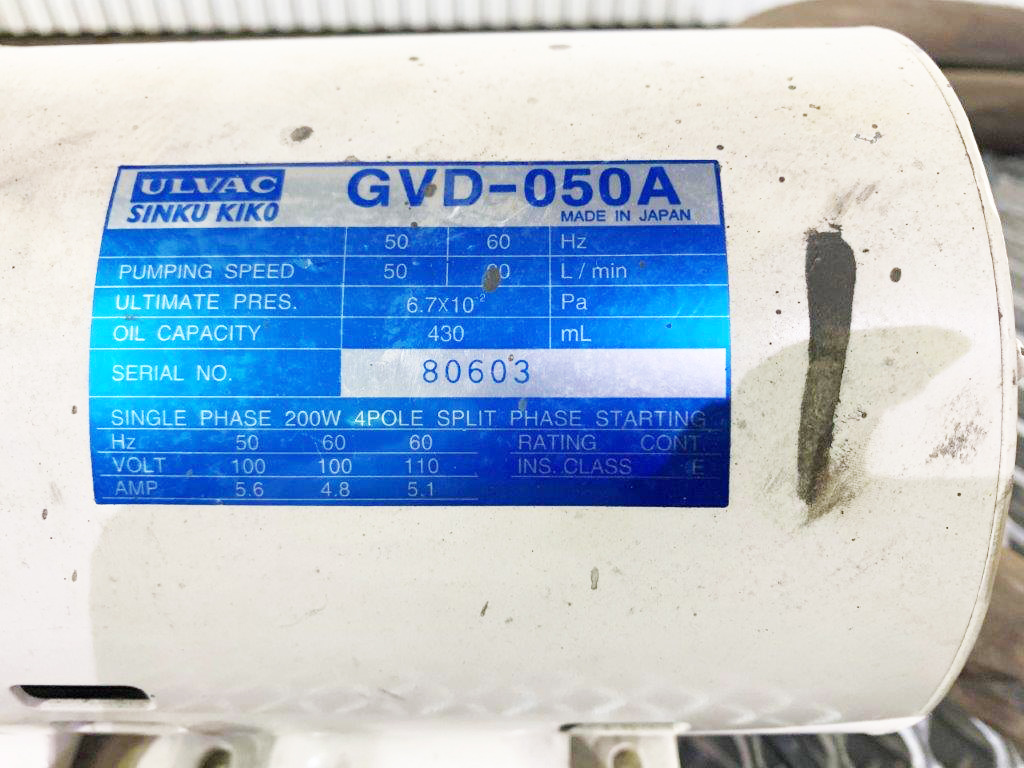 ULVAC
SINKU KIKO
GVD-050A
MADE IN JAPAN
50 60 Hz
PUMPING SPEED 50 L/min
ULTIMATE PRES. 6.7X10⁻² Pa
OIL CAPACITY 430 mL
SERIAL NO. 80603
SINGLE PHASE 200W 4POLE SPLIT PHASE STARTING
Hz 50 60 60 RATING CONT.
VOLT 100 100 110 INS. CLASS E
AMP 5.6 4.8 5.1